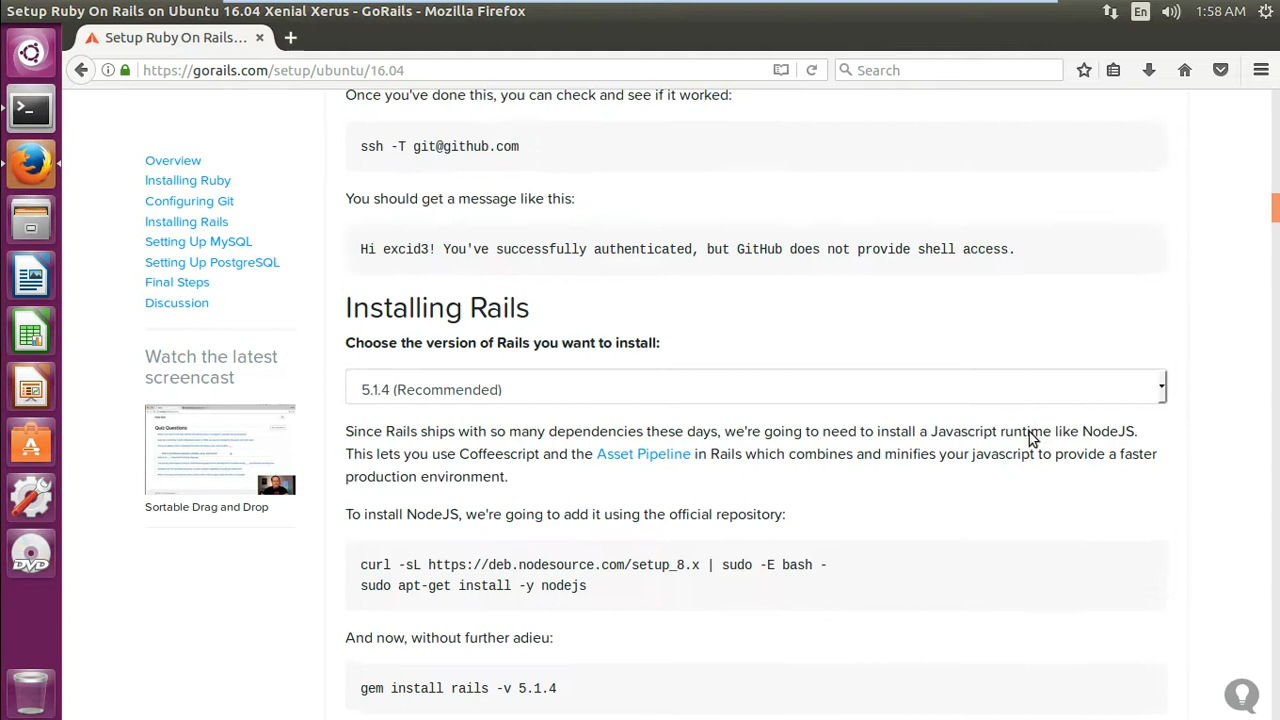 Setup Ruby On Rails on Ubuntu 16.04 Xenial Xerus - GoRails - Mozilla Firefox
En
1:58 AM
Setup Ruby On Rails...
https://gorails.com/setup/ubuntu/16.04
Search
Once you've done this, you can check and see if it worked:
ssh -T git@github.com
You should get a message like this:
Hi excid3! You've successfully authenticated, but GitHub does not provide shell access.
Overview
Installing Ruby
Configuring Git
Installing Rails
Setting Up MySQL
Setting Up PostgreSQL
Final Steps
Discussion
Watch the latest
screencast
Quiz Questions
Sortable Drag and Drop
Installing Rails
Choose the version of Rails you want to install:
5.1.4 (Recommended)
Since Rails ships with so many dependencies these days, we're going to need to install a Javascript runtime like NodeJS.
This lets you use Coffeescript and the Asset Pipeline in Rails which combines and minifies your javascript to provide a faster
production environment.
To install NodeJS, we're going to add it using the official repository:
curl -sL https://deb.nodesource.com/setup_8.x | sudo -E bash -
sudo apt-get install -y nodejs
And now, without further adieu:
gem install rails -v 5.1.4
DVD